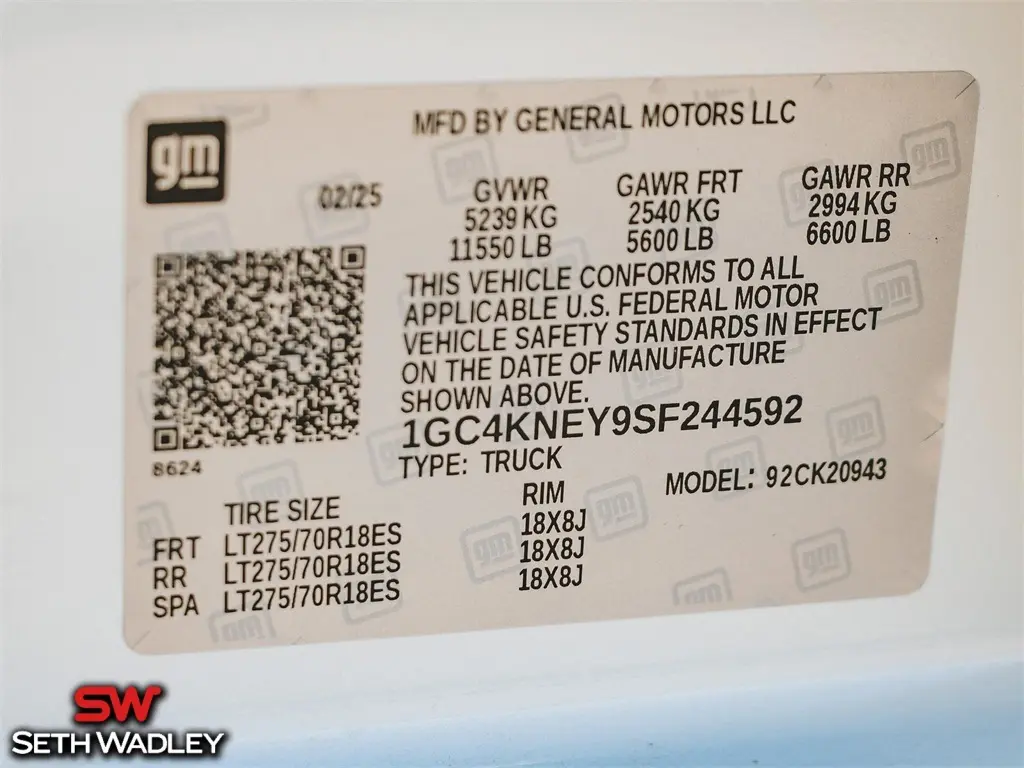 MFD BY GENERAL MOTORS LLC
gm
02/25 GVWR GAWR FRT GAWR RR
5239 KG 2540 KG 2994 KG
11550 LB 5600 LB 6600 LB
THIS VEHICLE CONFORMS TO ALL
APPLICABLE U.S. FEDERAL MOTOR
VEHICLE SAFETY STANDARDS IN EFFECT
ON THE DATE OF MANUFACTURE
SHOWN ABOVE.
1GC4KNEY9SF244592
8624
TYPE: TRUCK MODEL: 92CK20943
TIRE SIZE RIM
FRT LT275/70R18ES 18X8J
RR LT275/70R18ES 18X8J
SPA LT275/70R18ES 18X8J
SW
SETH WADLEY